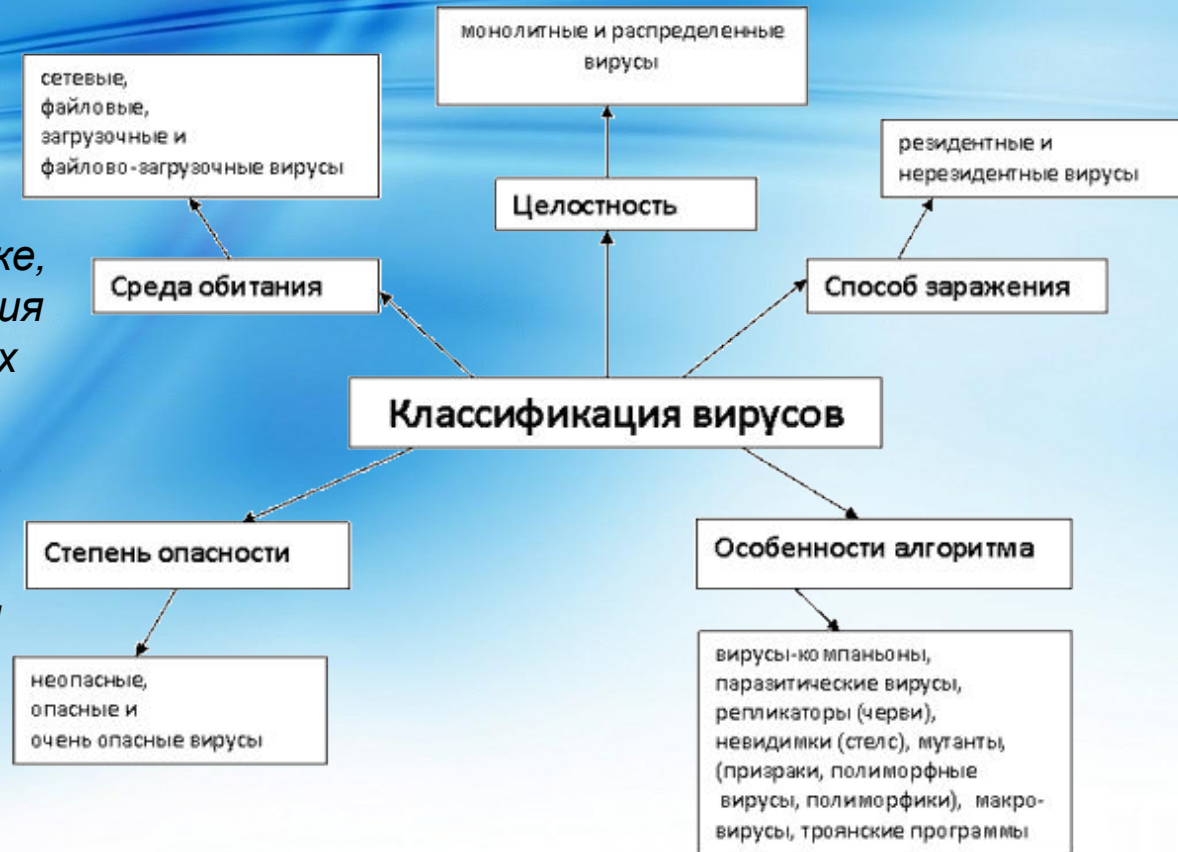 монолитные и распределенные
вирусы
сетевые,
файловые,
загрузочные и
файлово-загрузочные вирусы
резидентные и
нерезидентные вирусы
Целостность
Среда обитания
Способ заражения
Классификация вирусов
Степень опасности
Особенности алгоритма
неопасные,
опасные и
очень опасные вирусы
вирусы-компаньоны,
паразитические вирусы,
репликаторы (черви),
невидимки (стелс), мутанты,
(призраки, полиморфные
вирусы, полиморфики), макро-
вирусы, троянские программы